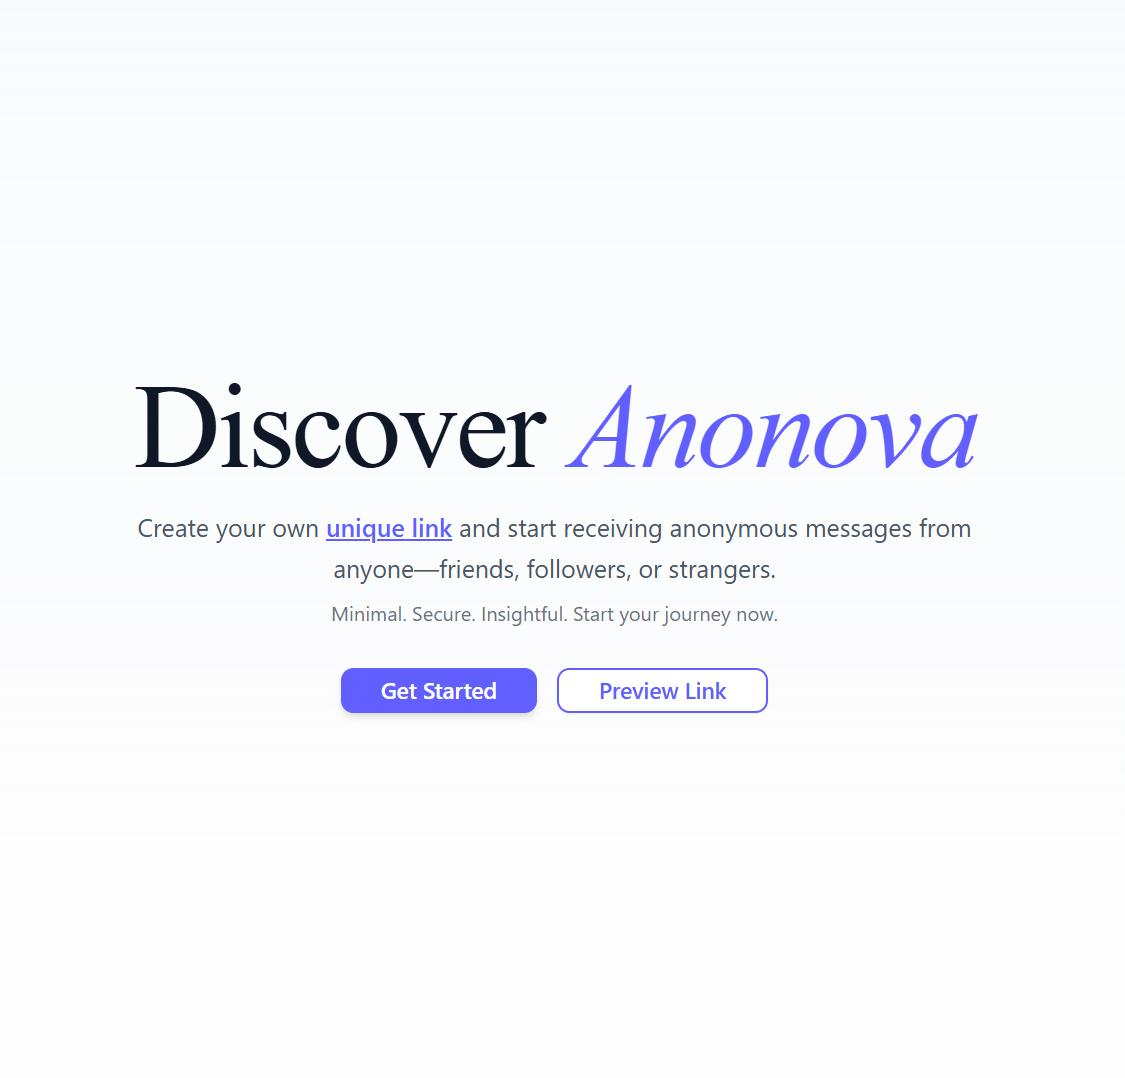 Discover Anonova
Create your own unique link and start receiving anonymous messages from
anyone—friends, followers, or strangers.
Minimal. Secure. Insightful. Start your journey now.
Get Started
Preview Link